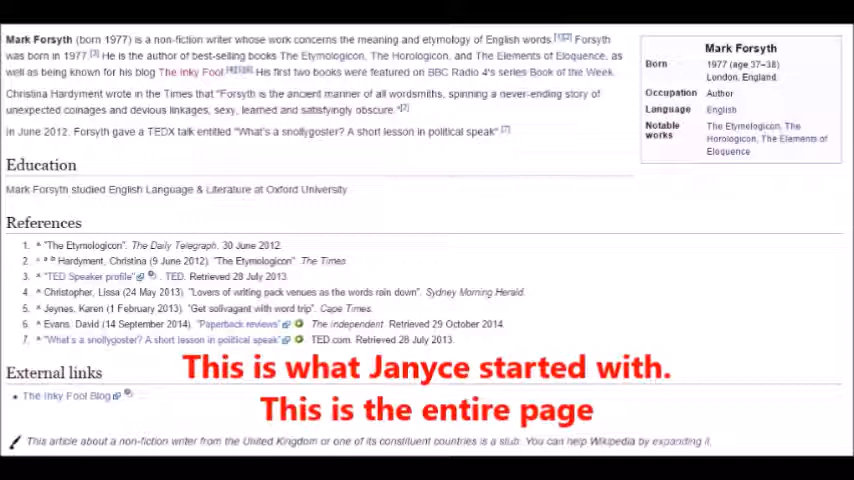 Mark Forsyth (born 1977) is a non-fiction writer whose work concerns the meaning and etymology of English words.[1][2] Forsyth
was born in 1977.[3] He is the author of best-selling books The Etymologicon, The Horologicon, and The Elements of Eloquence, as
well as being known for his blog The Inky Fool.[4][5][6] His first two books were featured on BBC Radio 4's series Book of the Week.
Christina Hardyment wrote in the Times that "Forsyth is the ancient manner of all wordsmiths, spinning a never-ending story of
unexpected coinages and devious linkages, sexy, learned and satisfyingly obscure."[2]
In June 2012, Forsyth gave a TEDX talk entitled "What's a snollygoster? A short lesson in political speak" [7]
Mark Forsyth
Born 1977 (age 37–38)
London, England
Occupation Author
Language English
Notable The Etymologicon, The
works Horologicon, The Elements of
Eloquence
Education
Mark Forsyth studied English Language & Literature at Oxford University
References
1. ^ "The Etymologicon". The Daily Telegraph. 30 June 2012.
2. ^ a b Hardyment, Christina (9 June 2012). "The Etymologicon". The Times
3. ^ "TED Speaker profile". TED. Retrieved 28 July 2013.
4. ^ Christopher, Lissa (24 May 2013). "Lovers of writing pack venues as the words rain down". Sydney Morning Herald.
5. ^ Jeynes, Karen (1 February 2013). "Get solivagant with word trip". Cape Times.
6. ^ Evans, David (14 September 2014). "Paperback reviews". The Independent. Retrieved 29 October 2014.
7. ^ "What's a snollygoster? A short lesson in political speak". TED.com. Retrieved 28 July 2013.
This is what Janyce started with.
External links
This is the entire page
• The Inky Fool Blog
This article about a non-fiction writer from the United Kingdom or one of its constituent countries is a stub. You can help Wikipedia by expanding it.